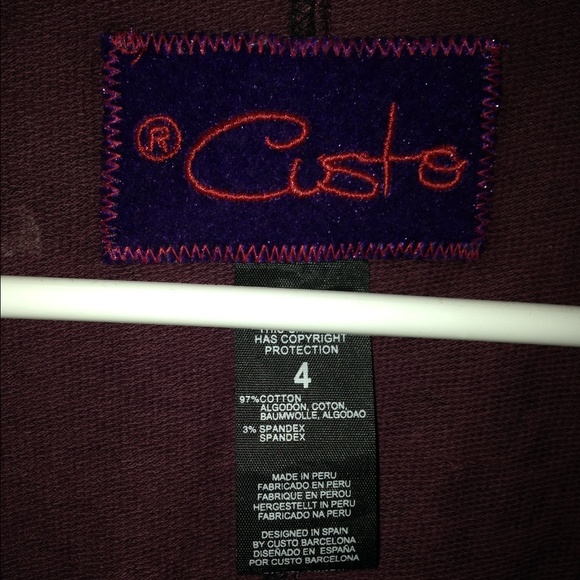 ® Custo
HAS COPYRIGHT
PROTECTION
4
97%COTTON
ALGODÓN, COTON,
BAUMWOLLE, ALGODAO
3% SPANDEX
SPANDEX
MADE IN PERU
FABRICADO EN PERU
FABRIQUE EN PEROU
HERGESTELLT IN PERU
FABRICADO NA PERU
DESIGNED IN SPAIN
BY CUSTO BARCELONA
DISEÑADO EN ESPAÑA
POR CUSTO BARCELONA